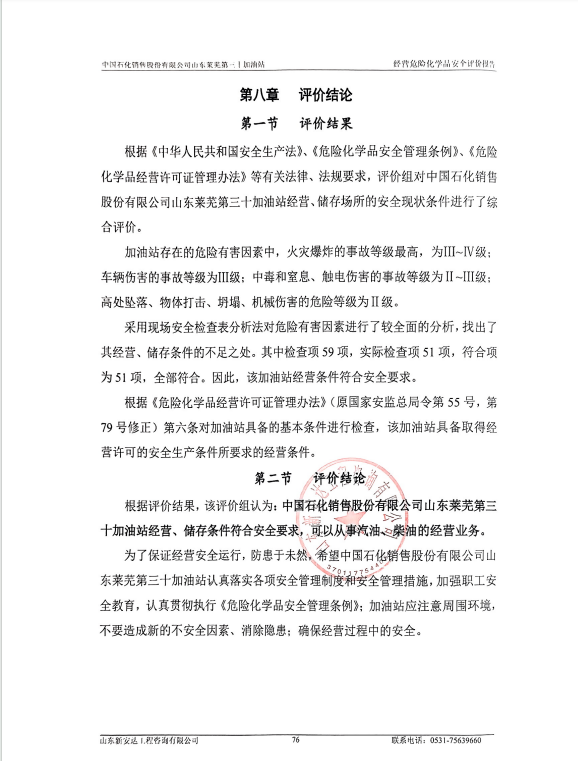 中国石化销售股份有限公司山东莱芜第三十加油站 经营危险化学品安全评价报告
第八章 评价结论
第一节 评价结果
根据《中华人民共和国安全生产法》、《危险化学品安全管理条例》、《危险
化学品经营许可证管理办法》等有关法律、法规要求，评价组对中国石化销售
股份有限公司山东莱芜第三十加油站经营、储存场所的安全现状条件进行了综
合评价。
加油站存在的危险有害因素中，火灾爆炸的事故等级最高，为Ⅲ~Ⅳ级；
车辆伤害的事故等级为Ⅲ级；中毒和窒息、触电伤害的事故等级为Ⅱ~Ⅲ级；
高处坠落、物体打击、坍塌、机械伤害的危险等级为Ⅱ级。
采用现场安全检查表分析法对危险有害因素进行了较全面的分析，找出了
其经营、储存条件的不足之处。其中检查项 59 项，实际检查项 51 项，符合项
为 51 项，全部符合。因此，该加油站经营条件符合安全要求。
根据《危险化学品经营许可证管理办法》（原国家安监总局令第 55 号，第
79 号修正）第六条对加油站具备的基本条件进行检查，该加油站具备取得经
营许可的安全生产条件所要求的经营条件。
第二节 评价结论
根据评价结果，该评价组认为：中国石化销售股份有限公司山东莱芜第三
十加油站经营、储存条件符合安全要求，可以从事汽油、柴油的经营业务。
为了保证经营安全运行，防患于未然，希望中国石化销售股份有限公司山
东莱芜第三十加油站认真落实各项安全管理制度和安全管理措施，加强职工安
全教育，认真贯彻执行《危险化学品安全管理条例》；加油站应注意周围环境，
不要造成新的不安全因素、消除隐患；确保经营过程中的安全。
山东新安达工程咨询有限公司 76 联系电话：0531-75639660